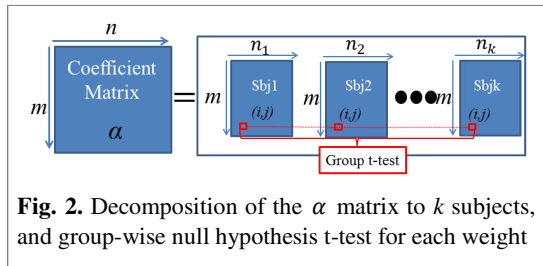 n
m
Coefficient
Matrix
α
=
n1
m
Sbj1
(i,j)
n2
m
Sbj2
(i,j)
●●●
nk
m
Sbjk
(i,j)
Group t-test
Fig. 2. Decomposition of the α matrix to k subjects,
and group-wise null hypothesis t-test for each weight